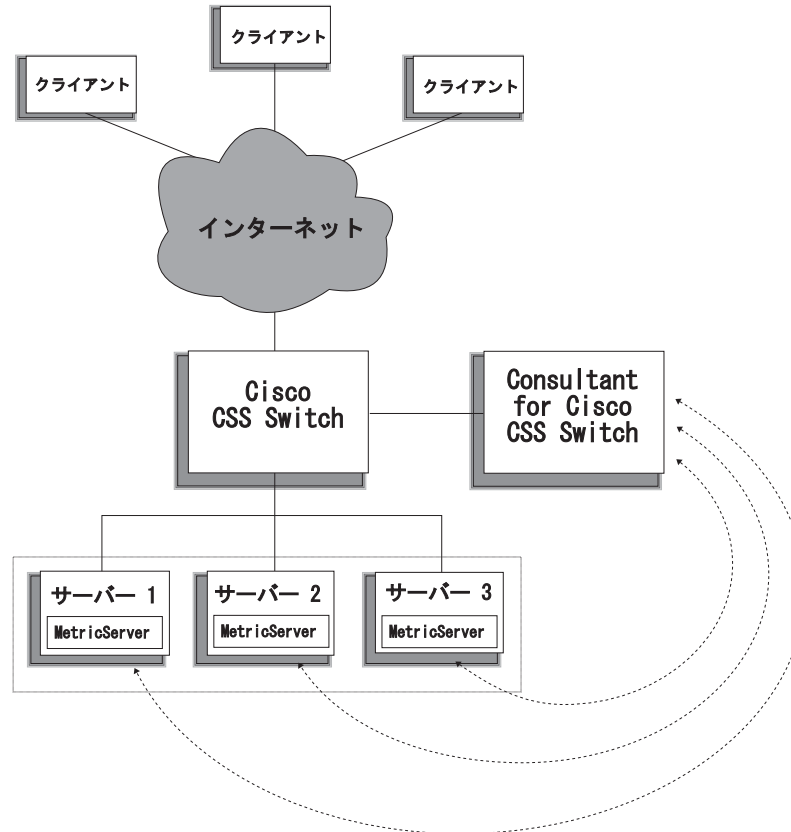 クライアント
クライアント
クライアント
インターネット
Cisco
CSS Switch
Consultant
for Cisco
CSS Switch
サーバー 1
MetricServer
サーバー 2
MetricServer
サーバー 3
MetricServer